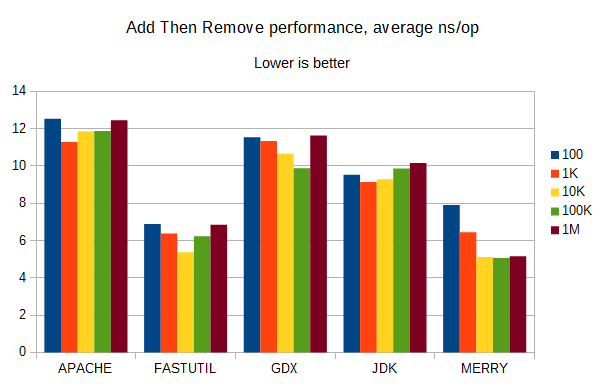 Add Then Remove performance, average ns/op
Lower is better
14
12
10
8
6
4
2
0
APACHE FASTUTIL GDX JDK MERRY
100
1K
10K
100K
1M